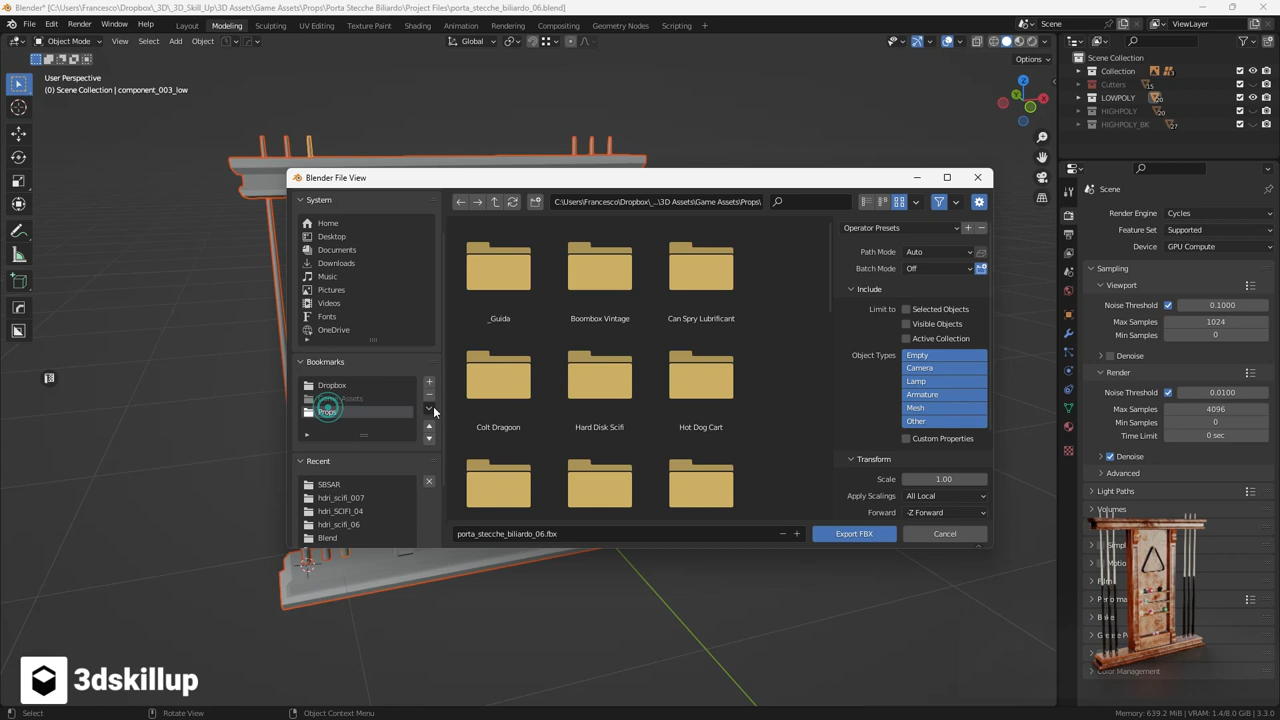 Blender* [C:\Users\Francesco\Dropbox\_3D\_3D_Skill_Up\3D Assets\Game Assets\Props\Porta Stecche Biliardo\Project Files\porta_stecche_biliardo_06.blend]
File Edit Render Window Help Layout Modeling Sculpting UV Editing Texture Paint Shading Animation Rendering Compositing Geometry Nodes Scripting + Scene ViewLayer
Object Mode View Select Add Object Global
Options
User Perspective
(0) Scene Collection | component_003_low
Z
Y
X
Blender File View
System
Home
Desktop
Documents
Downloads
Music
Pictures
Videos
Fonts
OneDrive
Bookmarks
Dropbox
Assets
Props
Recent
SBSAR
hdri_scifi_007
hdri_SCIFI_04
hdri_scifi_06
Blend
C:\Users\Francesco\Dropbox\_...\3D Assets\Game Assets\Props\
_Guida
Boombox Vintage
Can Spry Lubrificant
Colt Dragoon
Hard Disk Scifi
Hot Dog Cart
porta_stecche_biliardo_06.fbx
Export FBX
Cancel
Operator Presets
Path Mode Auto
Batch Mode Off
Include
Limit to Selected Objects
Visible Objects
Active Collection
Object Types Empty
Camera
Lamp
Armature
Mesh
Other
Custom Properties
Transform
Scale 1.00
Apply Scalings All Local
Forward -Z Forward
Scene Collection
Collection
Cutters 15
LOWPOLY 20
HIGHPOLY 20
HIGHPOLY_BK 27
Scene
Render Engine Cycles
Feature Set Supported
Device GPU Compute
Sampling
Viewport
Noise Threshold 0.1000
Max Samples 1024
Min Samples 0
Denoise
Render
Noise Threshold 0.0100
Max Samples 4096
Min Samples 0
Time Limit 0 sec
Denoise
Advanced
Light Paths
Volumes
Color Management
3dskillup
Select Rotate View Object Context Menu
Memory: 639.2 MiB | VRAM: 1.4/8.0 GiB | 3.3.0